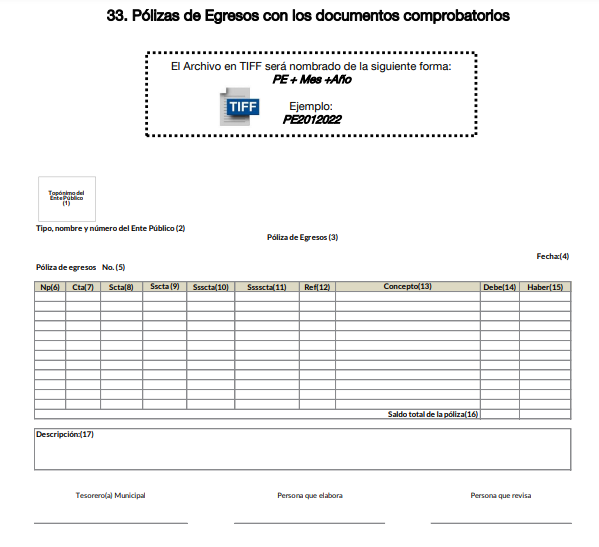 33. Pólizas de Egresos con los documentos comprobatorios
El Archivo en TIFF será nombrado de la siguiente forma:
PE + Mes +Año
TIFF
Ejemplo:
PE2012022
Topónimo del
Ente Público
(1)
Tipo, nombre y número del Ente Público (2)
Póliza de Egresos (3)
Fecha:(4)
Póliza de egresos No. (5)
Np(6) Cta(7) Scta(8) Sscta (9) Ssscta(10) Sssscta(11) Ref(12) Concepto(13) Debe(14) Haber(15)
Saldo total de la póliza(16)
Descripción:(17)
Tesorero(a) Municipal Persona que elabora Persona que revisa